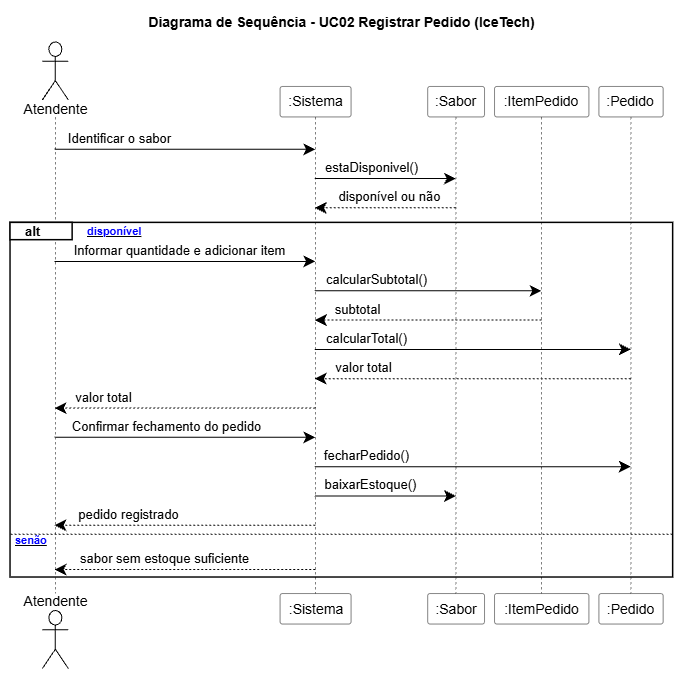 Diagrama de Sequência - UC02 Registrar Pedido (IceTech)
Atendente
:Sistema
:Sabor
:ItemPedido
:Pedido
Identificar o sabor
estaDisponivel()
disponível ou não
alt
disponível
Informar quantidade e adicionar item
calcularSubtotal()
subtotal
calcularTotal()
valor total
valor total
Confirmar fechamento do pedido
fecharPedido()
baixarEstoque()
pedido registrado
senão
sabor sem estoque suficiente
Atendente
:Sistema
:Sabor
:ItemPedido
:Pedido